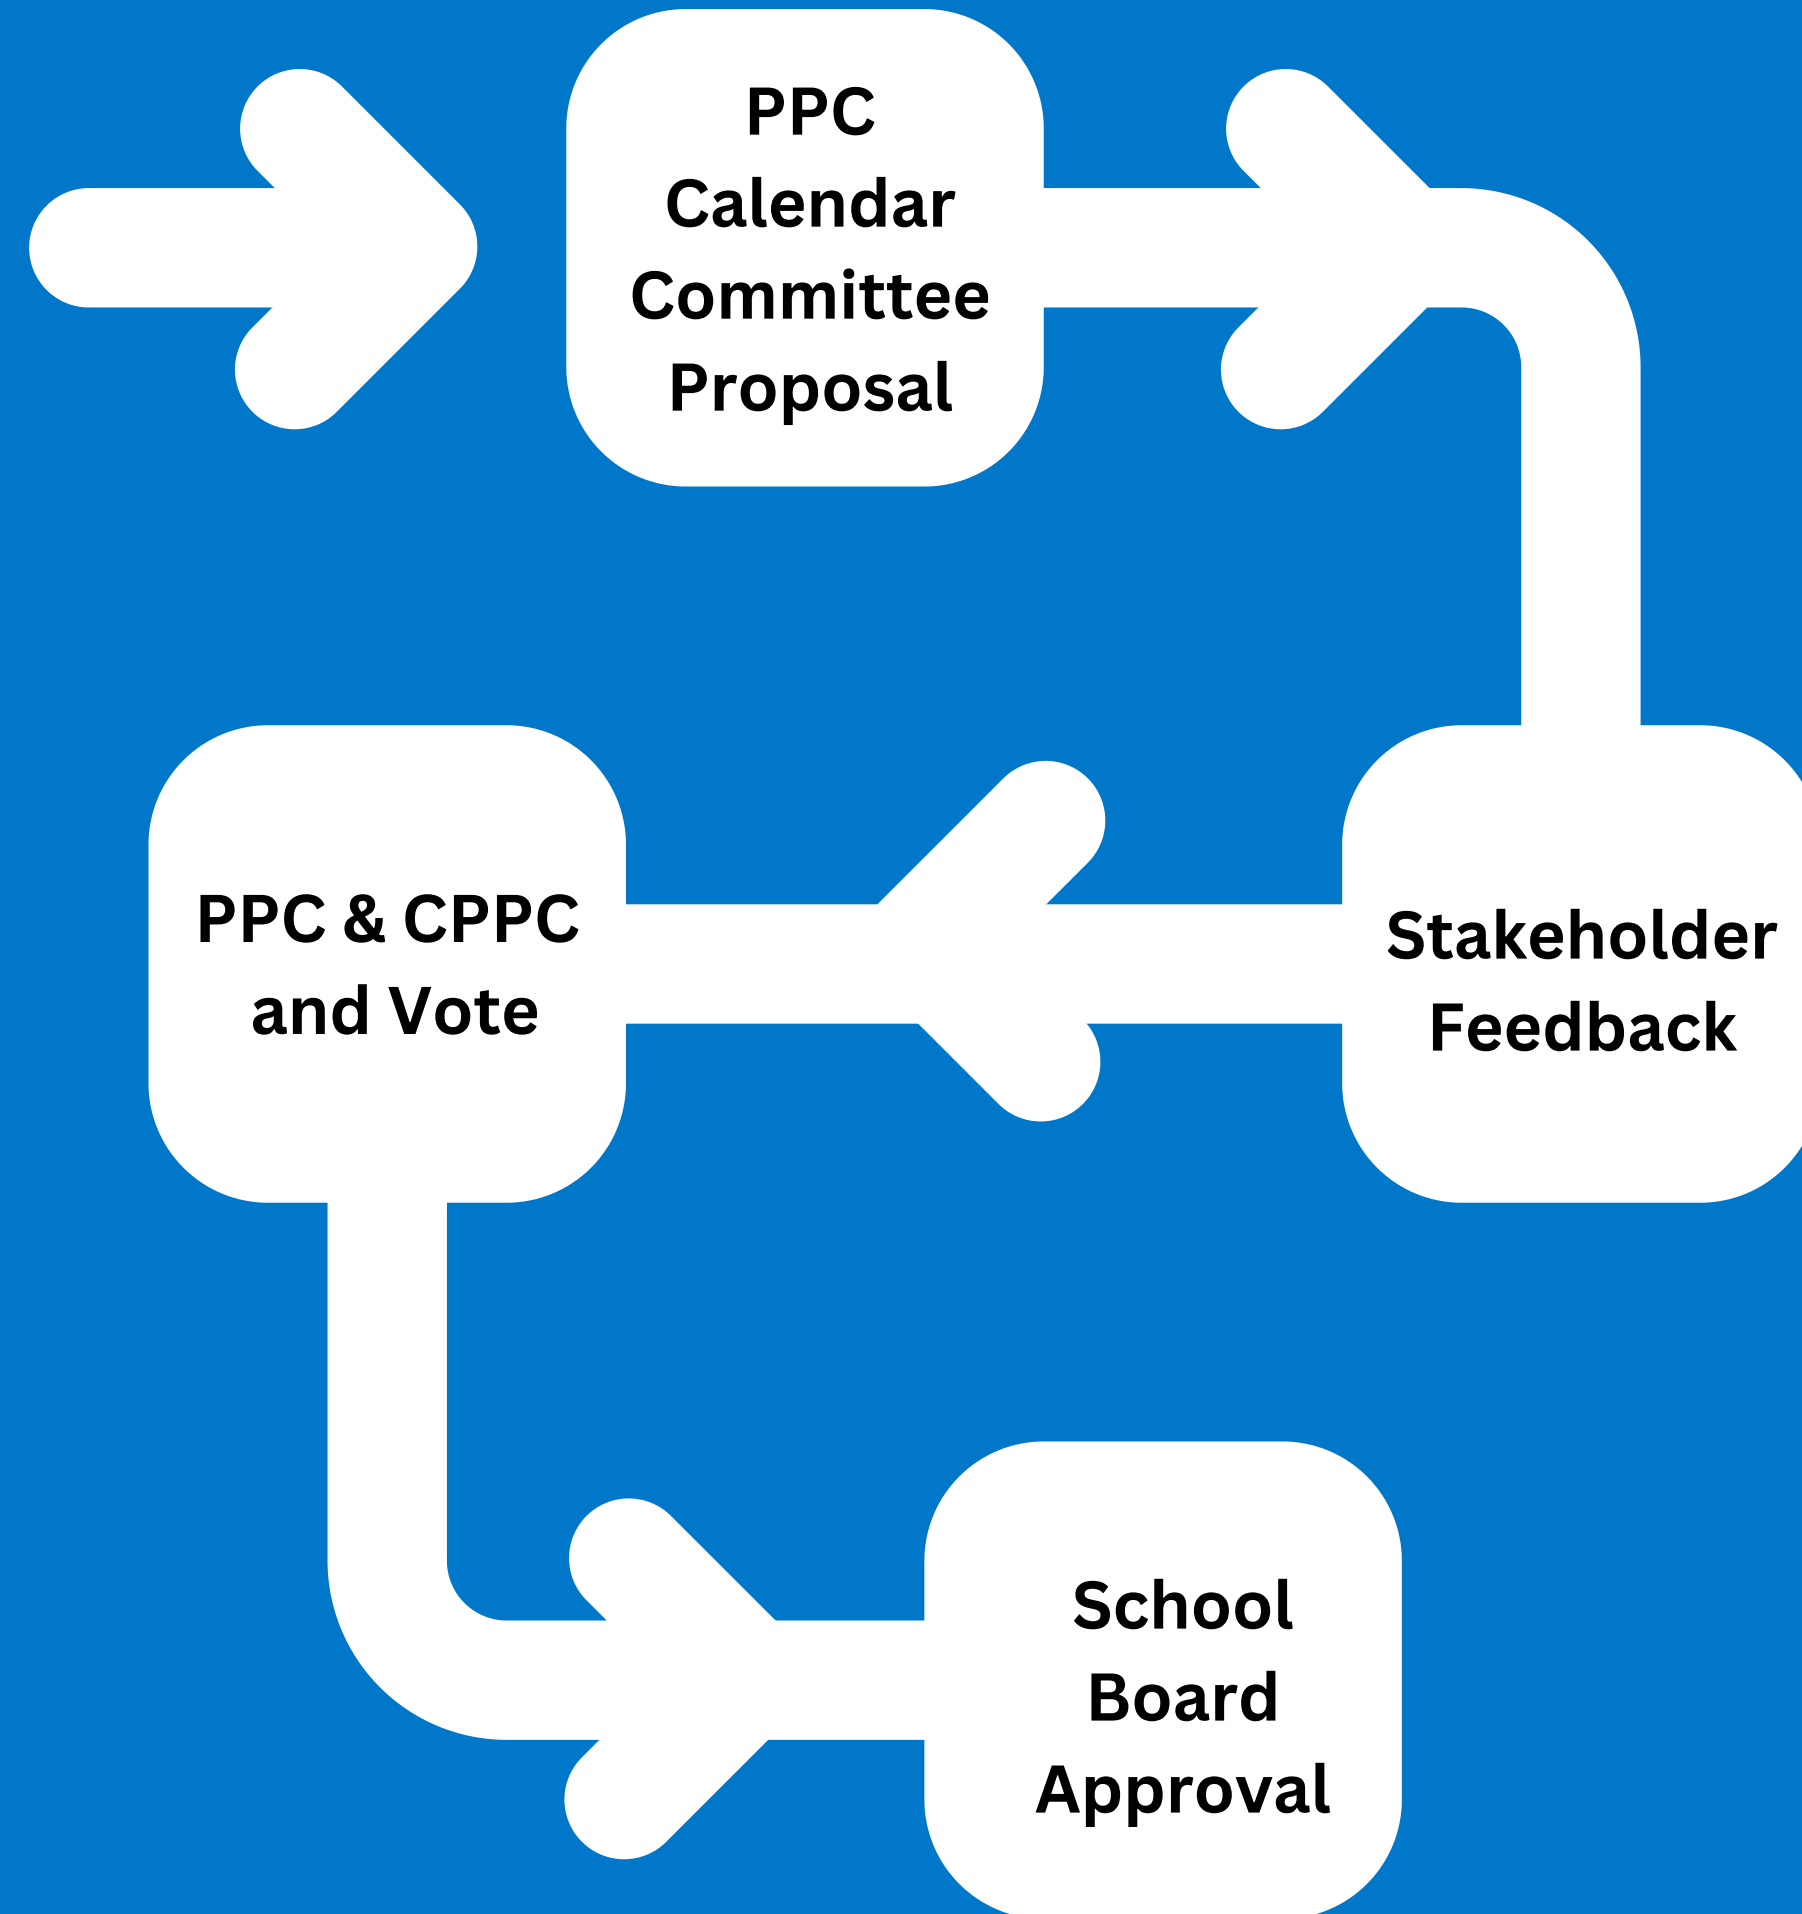 PPC
Calendar
Committee
Proposal
Stakeholder
Feedback
PPC & CPPC
and Vote
School
Board
Approval